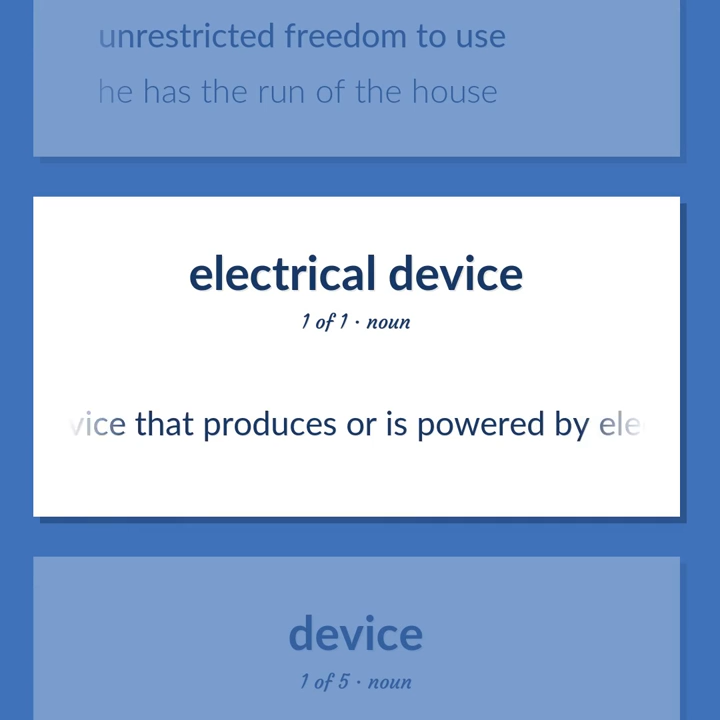 unrestricted freedom to use
he has the run of the house
electrical device
1 of 1 · noun
vice that produces or is powered by ele
device
1 of 5 · noun